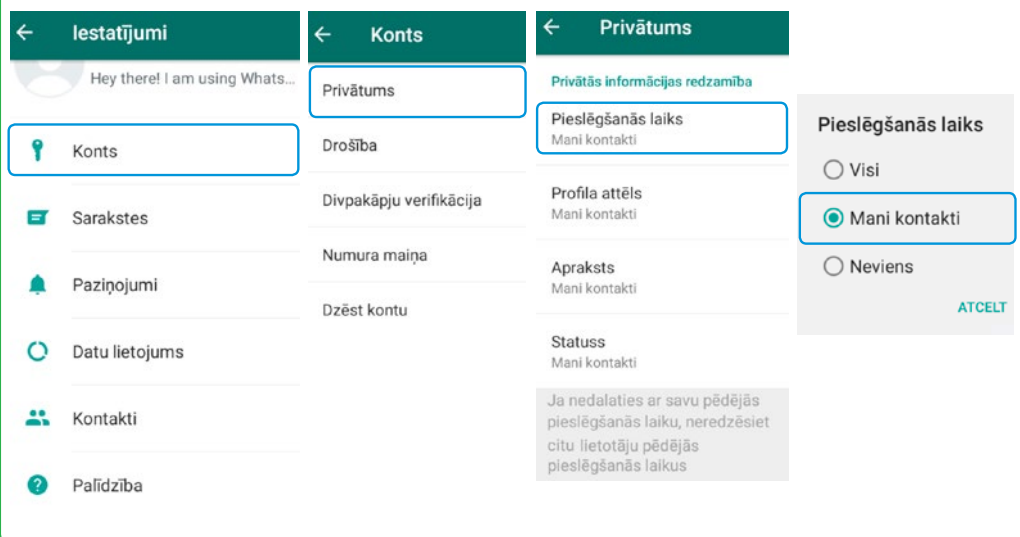 Iestatījumi
Hey there! I am using Whats...
Konts
Sarakstes
Paziņojumi
Datu lietojums
Kontakti
Palīdzība
Konts
Privātums
Drošība
Divpakāpju verifikācija
Numura maiņa
Dzēst kontu
Privātums
Privātās informācijas redzamība
Pieslēgšanās laiks
Mani kontakti
Profila attēls
Mani kontakti
Apraksts
Mani kontakti
Statuss
Mani kontakti
Ja nedalaties ar savu pēdējās
pieslēgšanās laiku, neredzēsiet
citu lietotāju pēdējās
pieslēgšanās laikus
Pieslēgšanās laiks
Visi
Mani kontakti
Neviens
ATCELT